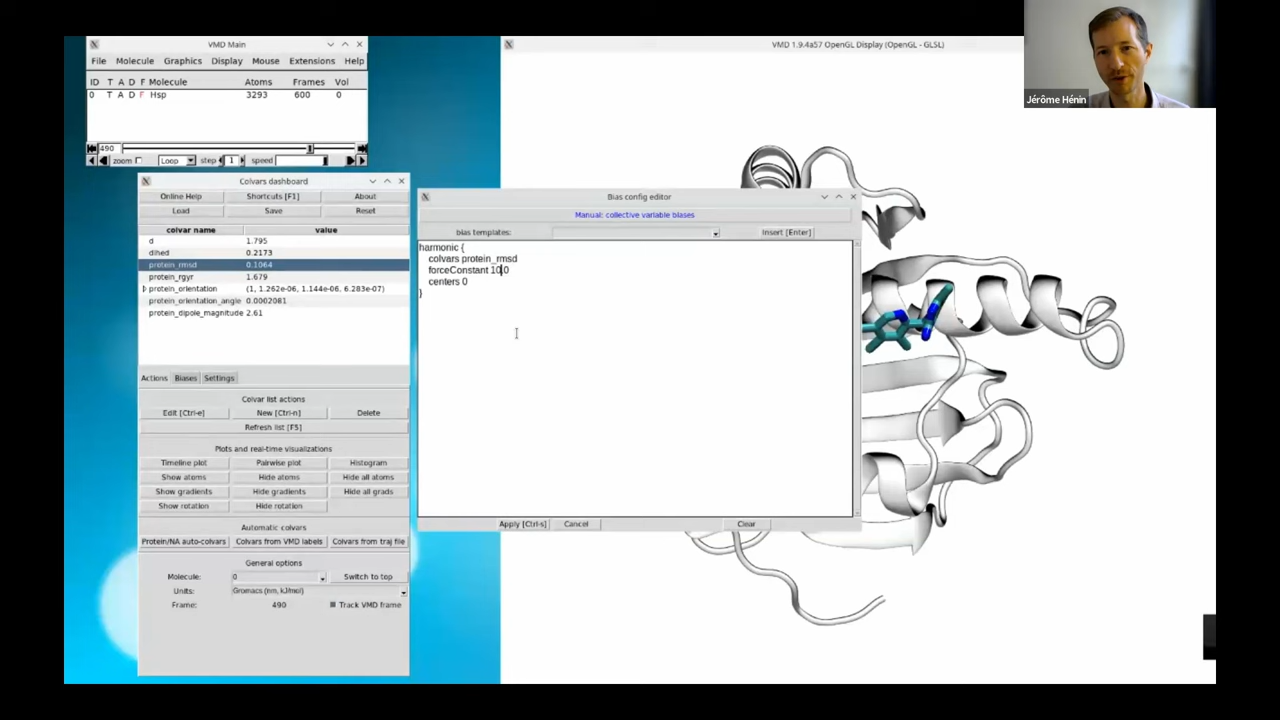 VMD Main
File Molecule Graphics Display Mouse Extensions Help
ID T A D F Molecule Atoms Frames Vol
0 T A D F Hsp 3293 600 0
490
zoom Loop step 1 speed
VMD 1.9.4a57 OpenGL Display (OpenGL - GLSL)
Jérôme Hénin
Colvars dashboard
Online Help Shortcuts [F1] About
Load Save Reset
colvar name value
d 1.795
dihed 0.2173
protein_rmsd 0.1064
protein_rgyr 1.679
protein_orientation (1, 1.262e-06, 1.144e-06, 6.283e-07)
protein_orientation_angle 0.0002081
protein_dipole_magnitude 2.61
Actions Biases Settings
Colvar list actions
Edit [Ctrl-e] New [Ctrl-n] Delete
Refresh list [F5]
Plots and real-time visualizations
Timeline plot Pairwise plot Histogram
Show atoms Hide atoms Hide all atoms
Show gradients Hide gradients Hide all grads
Show rotation Hide rotation
Automatic colvars
Protein/NA auto-colvars Colvars from VMD labels Colvars from traj file
General options
Molecule: 0 Switch to top
Units: Gromacs (nm, kJ/mol)
Frame: 490 Track VMD frame
Bias config editor
Manual: collective variable biases
bias templates: Insert [Enter]
harmonic {
colvars protein_rmsd
forceConstant 10.0
centers 0
}
Apply [Ctrl-s] Cancel Clear